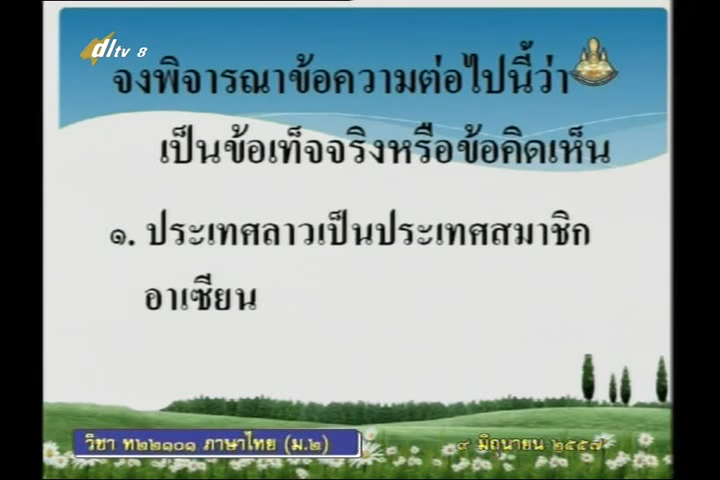 dltv 8
จงพิจารณาข้อความต่อไปนี้ว่า
เป็นข้อเท็จจริงหรือข้อคิดเห็น
๑. ประเทศลาวเป็นประเทศสมาชิก
อาเซียน
วิชา ท๒๒๑๐๑ ภาษาไทย (ม.๒)
๙ มิถุนายน ๒๕๕๗